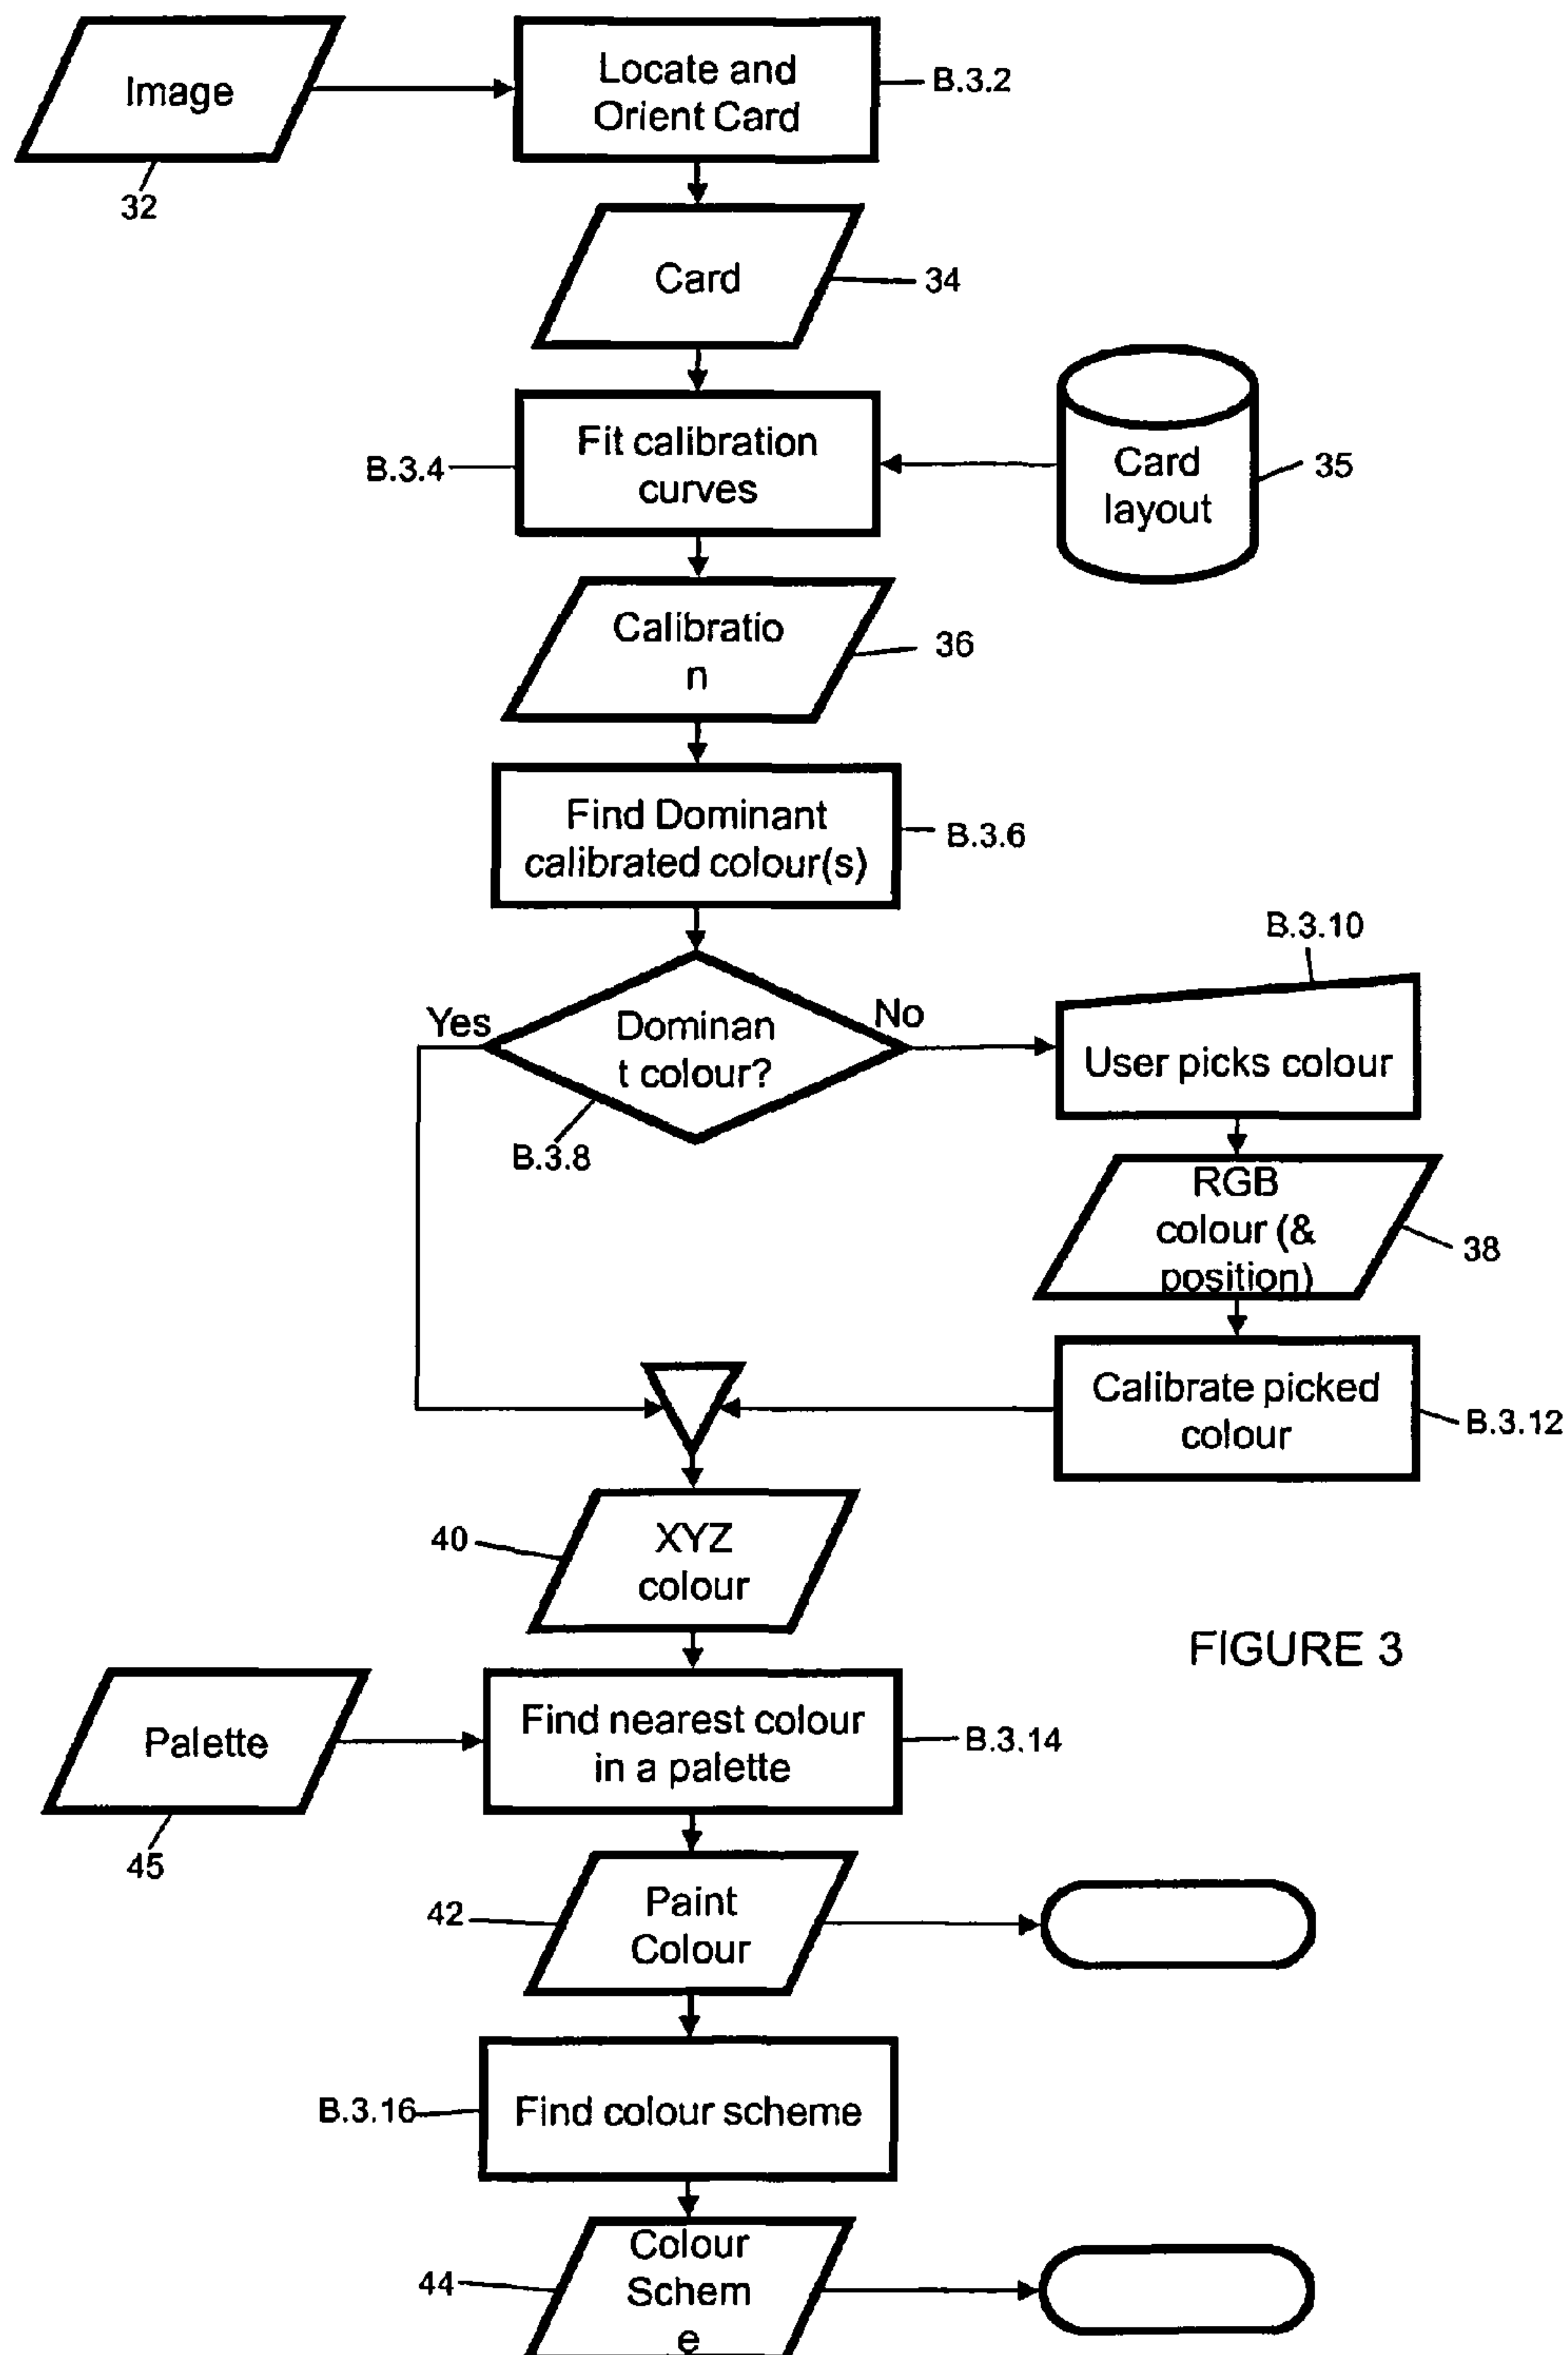 Image
32
Locate and
Orient Card
B.3.2
Card
34
Fit calibration
curves
B.3.4
Card
layout
35
Calibratio
n
36
Find Dominant
calibrated colour(s)
B.3.6
Yes
Dominan
t colour?
No
B.3.8
B.3.10
User picks colour
RGB
colour (&
position)
38
Calibrate picked
colour
B.3.12
40
XYZ
colour
FIGURE 3
Palette
45
Find nearest colour
in a palette
B.3.14
42
Paint
Colour
B.3.16
Find colour scheme
44
Colour
Schem
e